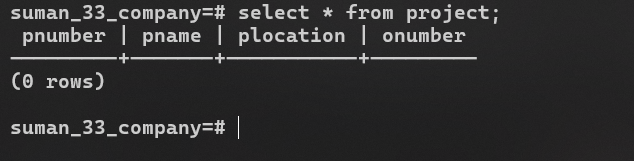 suman_33_company=# select * from project;
 pnumber | pname | plocation | onumber
---------+-------+-----------+---------
(0 rows)
suman_33_company=#